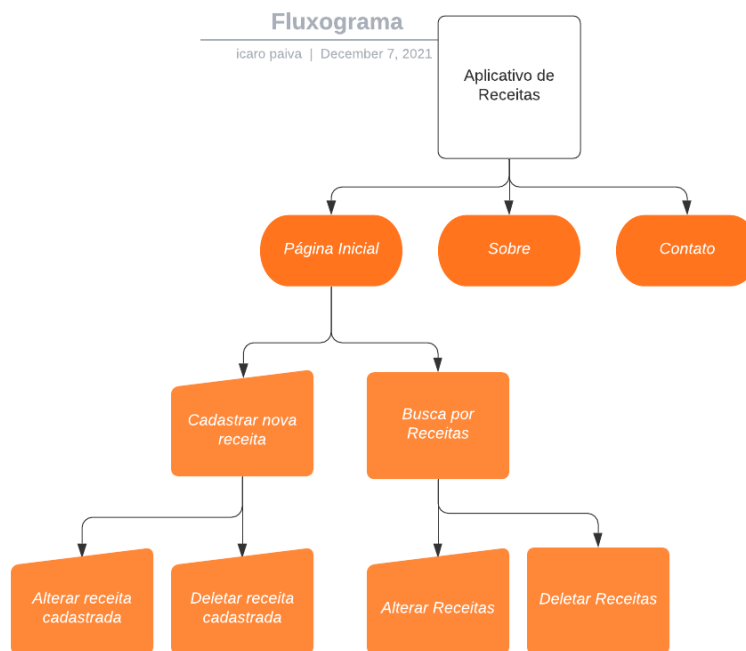 Fluxograma
icaro paiva | December 7, 2021
Aplicativo de
Receitas
Página Inicial
Sobre
Contato
Cadastrar nova
receita
Busca por
Receitas
Alterar receita
cadastrada
Deletar receita
cadastrada
Alterar Receitas
Deletar Receitas